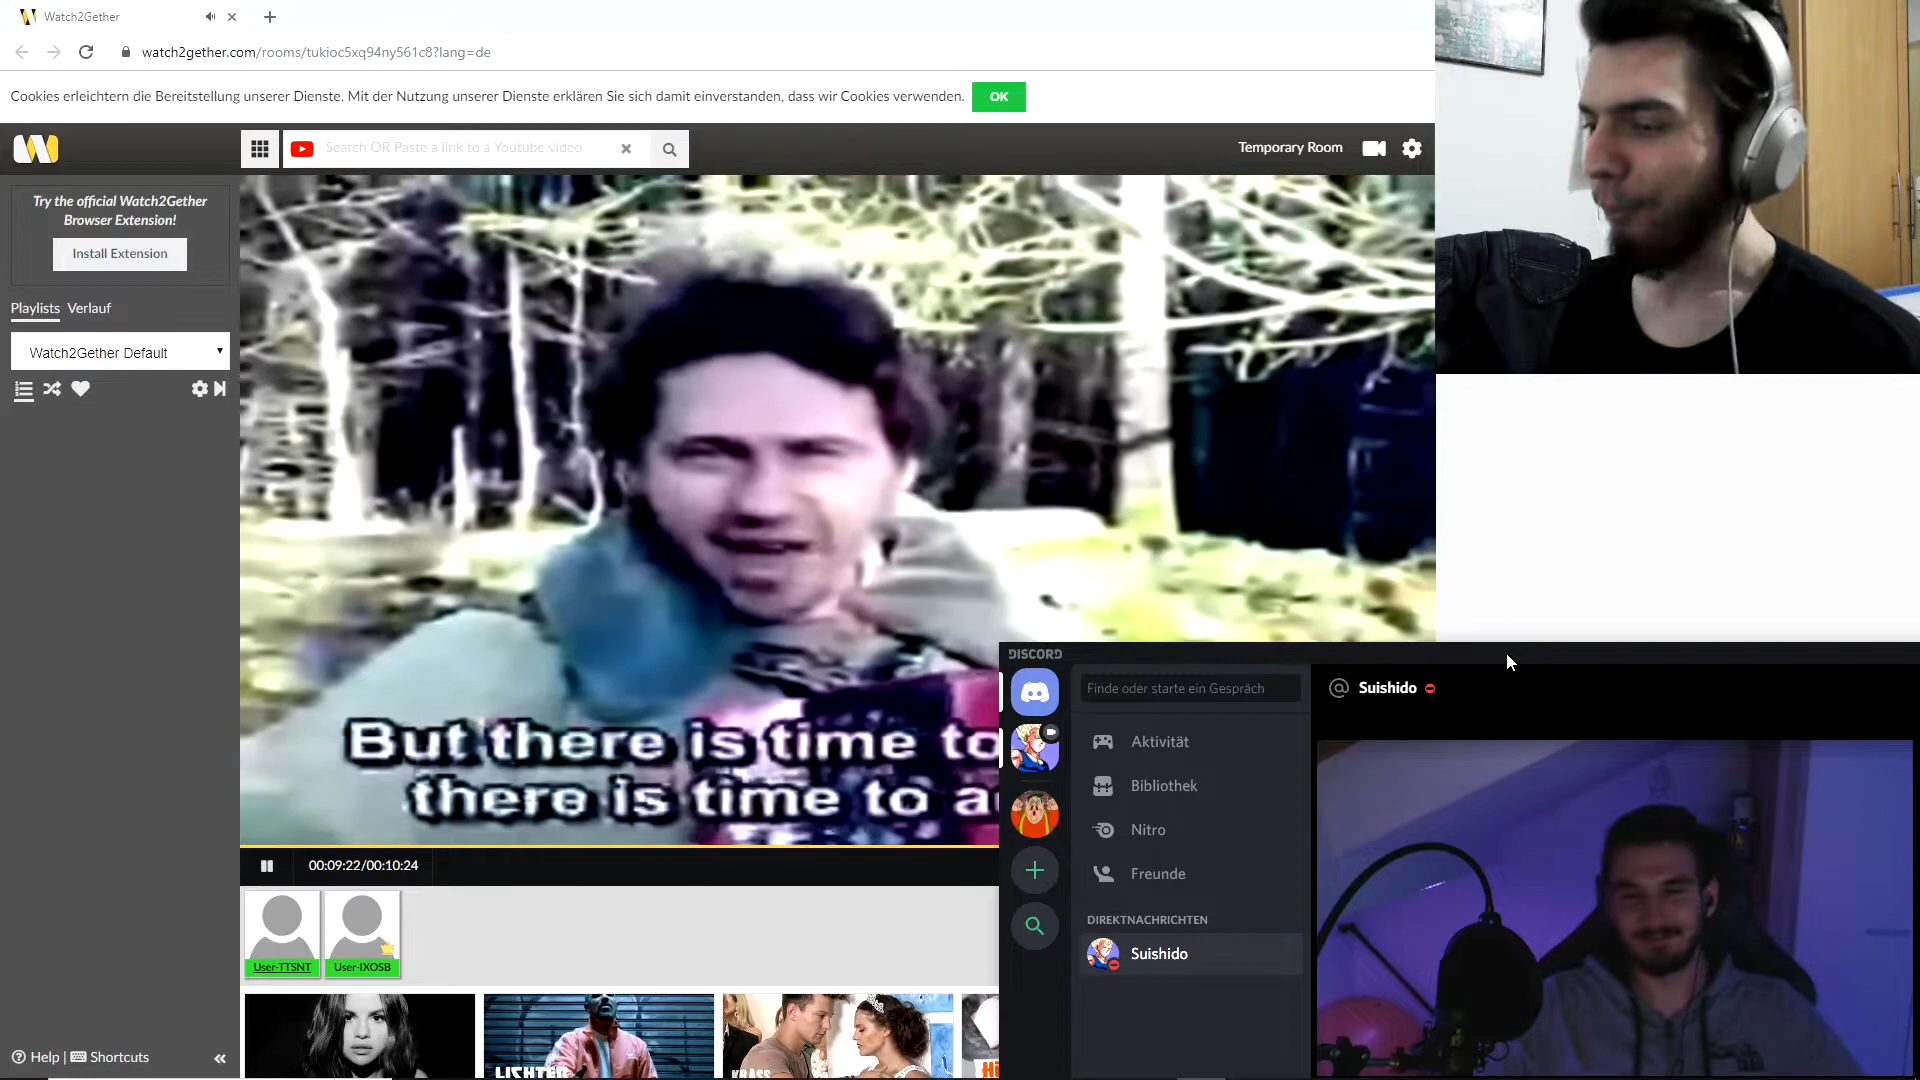 Watch2Gether
watch2gether.com/rooms/tukioc5xq94ny561c8?lang=de
Cookies erleichtern die Bereitstellung unserer Dienste. Mit der Nutzung unserer Dienste erklären Sie sich damit einverstanden, dass wir Cookies verwenden. OK
Search OR Paste a link to a Youtube video
Temporary Room
Try the official Watch2Gether
Browser Extension!
Install Extension
Playlists Verlauf
Watch2Gether Default
But there is time to
there is time to a
00:09:22/00:10:24
User-TTSNT User-IXOSB
LICHTER
KRASS
Hi
Help | Shortcuts
DISCORD
Finde oder starte ein Gespräch
Aktivität
Bibliothek
Nitro
Freunde
DIREKTNACHRICHTEN
Suishido
@ Suishido